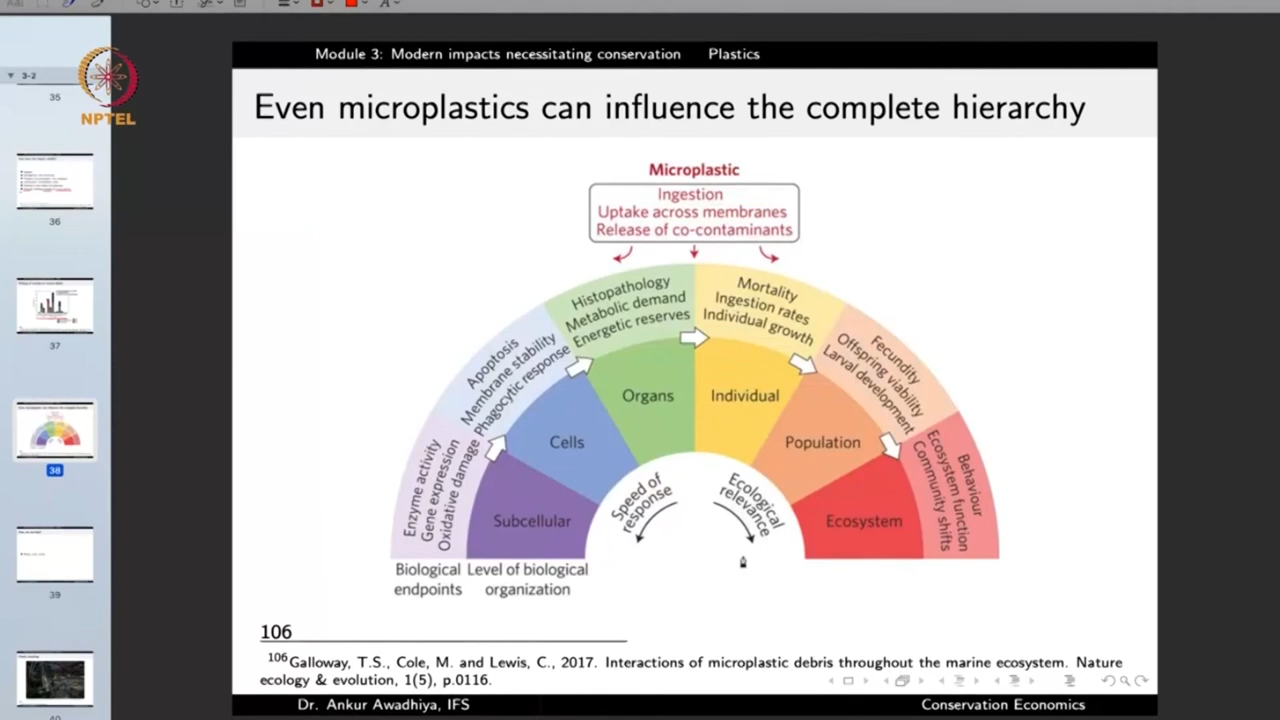 3-2
35
36
37
38
39
40
NPTEL
Module 3: Modern impacts necessitating conservation Plastics
Even microplastics can influence the complete hierarchy
Microplastic
Ingestion
Uptake across membranes
Release of co-contaminants
Enzyme activity
Gene expression
Oxidative damage
Apoptosis
Membrane stability
Phagocytic response
Histopathology
Metabolic demand
Energetic reserves
Mortality
Ingestion rates
Individual growth
Fecundity
Offspring viability
Larval development
Behaviour
Ecosystem function
Community shifts
Subcellular
Cells
Organs
Individual
Population
Ecosystem
Speed of
response
Ecological
relevance
Biological
endpoints
Level of biological
organization
106
106 Galloway, T.S., Cole, M. and Lewis, C., 2017. Interactions of microplastic debris throughout the marine ecosystem. Nature
ecology & evolution, 1(5), p.0116.
Dr. Ankur Awadhiya, IFS Conservation Economics